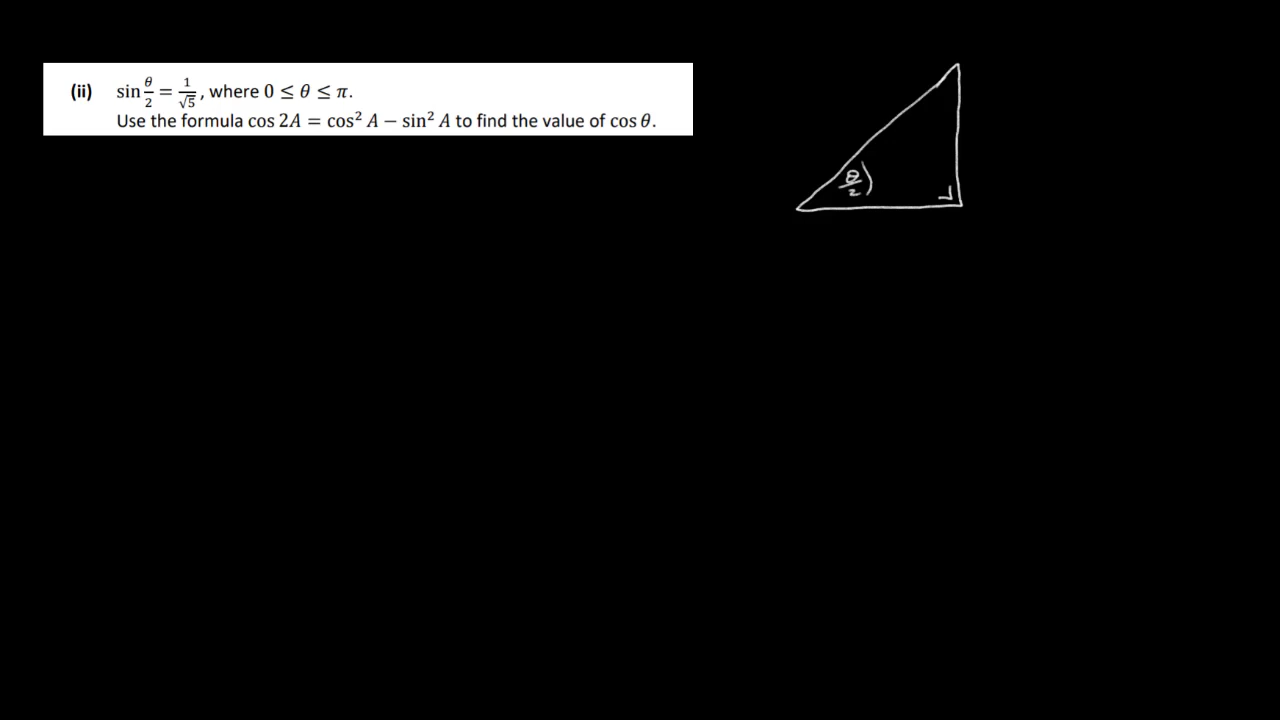 (ii) sin θ/2 = 1/√5, where 0 ≤ θ ≤ π.
Use the formula cos 2A = cos² A − sin² A to find the value of cos θ.
θ/2